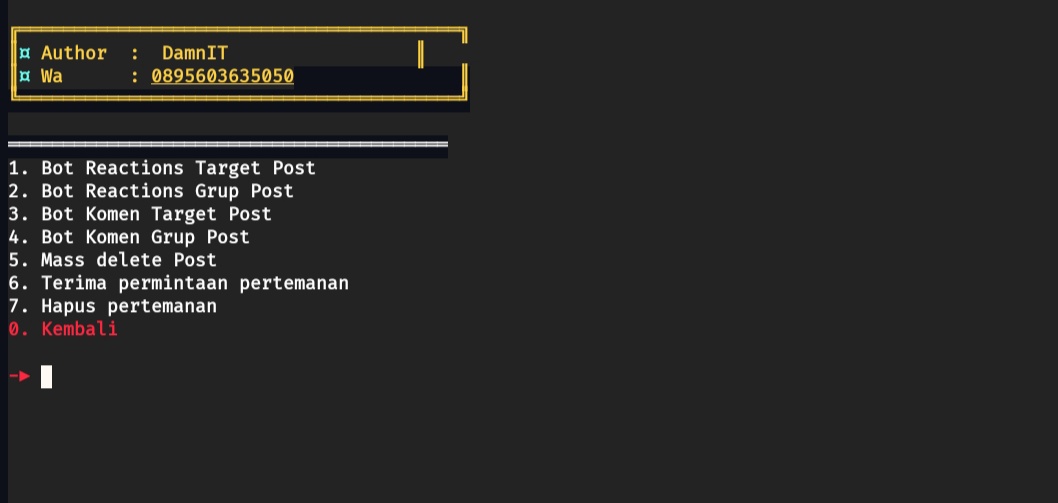 ¤ Author : DamnIT
¤ Wa : 0895603635050
1. Bot Reactions Target Post
2. Bot Reactions Grup Post
3. Bot Komen Target Post
4. Bot Komen Grup Post
5. Mass delete Post
6. Terima permintaan pertemanan
7. Hapus pertemanan
0. Kembali